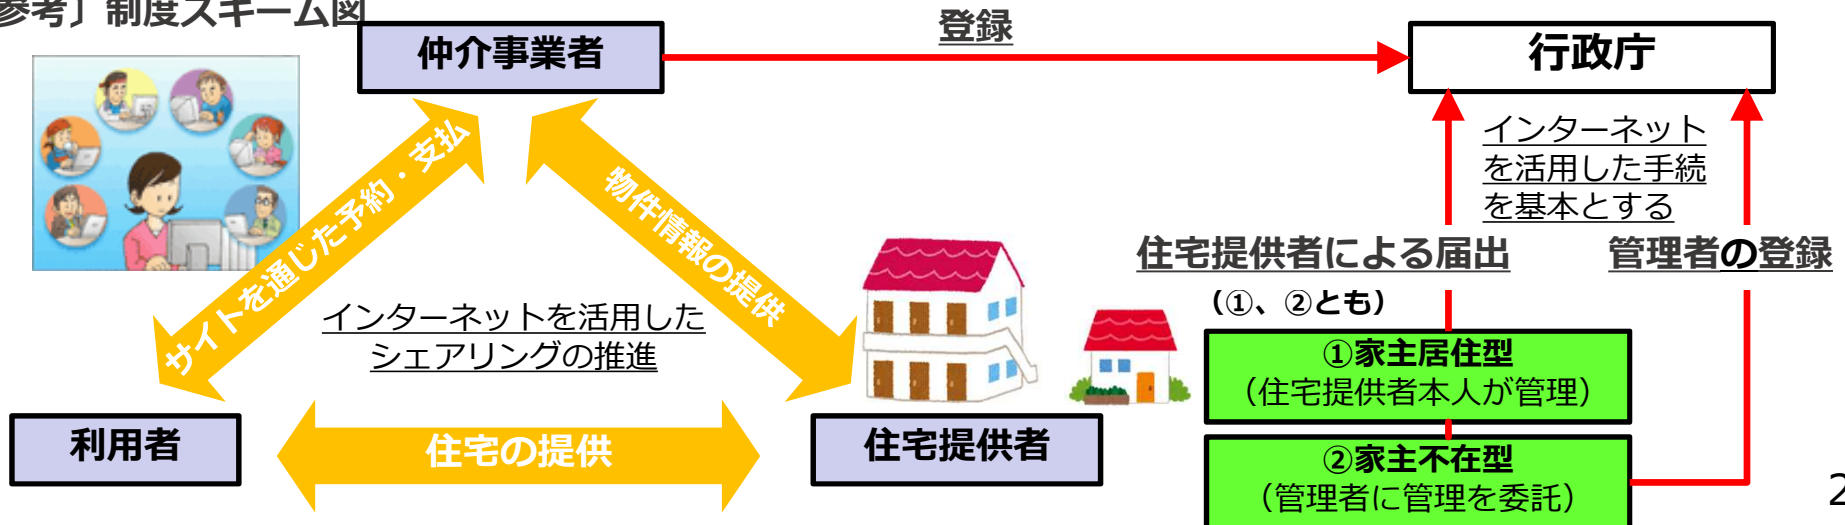 参考〕制度スキーム図
仲介事業者
登録
行政庁
サイトを通じた予約・支払
物件情報の提供
インターネットを活用した
シェアリングの推進
利用者
住宅の提供
住宅提供者
インターネット
を活用した手続
を基本とする
住宅提供者による届出
（①、②とも）
管理者の登録
①家主居住型
（住宅提供者本人が管理）
②家主不在型
（管理者に管理を委託）
2